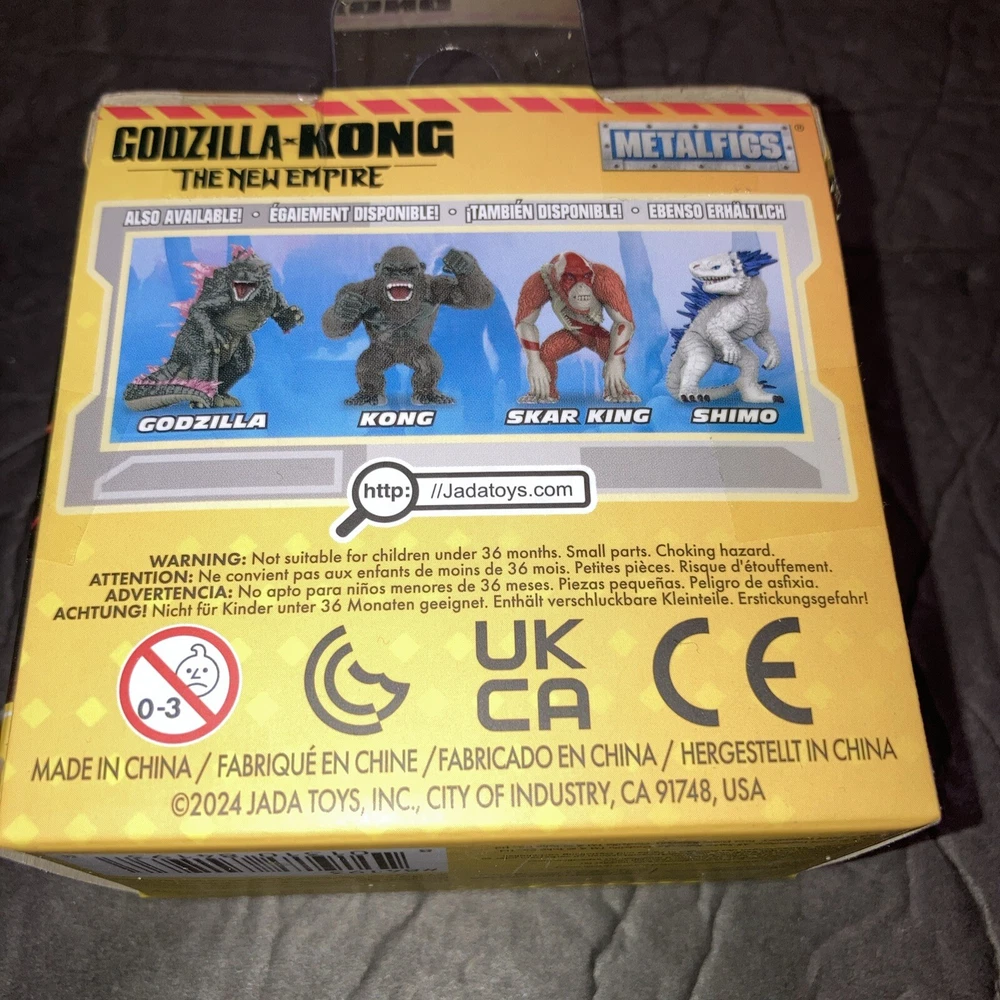 KONG
GODZILLA × KONG
THE NEW EMPIRE
METALFIGS®
ALSO AVAILABLE! • ÉGAIEMENT DISPONIBLE! • ¡TAMBIÉN DISPONIBLE! • EBENSO ERHÄLTLICH
GODZILLA KONG SKAR KING SHIMO
http: //Jadatoys.com
WARNING: Not suitable for children under 36 months. Small parts. Choking hazard.
ATTENTION: Ne convient pas aux enfants de moins de 36 mois. Petites pièces. Risque d'étouffement.
ADVERTENCIA: No apto para niños menores de 36 meses. Piezas pequeñas. Peligro de asfixia.
ACHTUNG! Nicht für Kinder unter 36 Monaten geeignet. Enthält verschluckbare Kleinteile. Erstickungsgefahr!
0-3
UK
CA
CE
MADE IN CHINA / FABRIQUÉ EN CHINE / FABRICADO EN CHINA / HERGESTELLT IN CHINA
©2024 JADA TOYS, INC., CITY OF INDUSTRY, CA 91748, USA